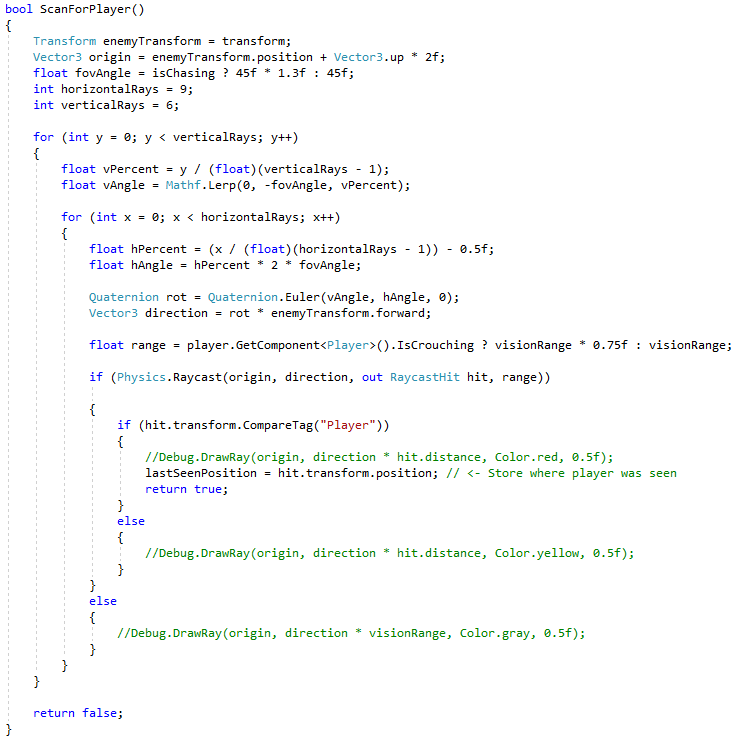 bool ScanForPlayer()
{
    Transform enemyTransform = transform;
    Vector3 origin = enemyTransform.position + Vector3.up * 2f;
    float fovAngle = isChasing ? 45f * 1.3f : 45f;
    int horizontalRays = 9;
    int verticalRays = 6;

    for (int y = 0; y < verticalRays; y++)
    {
        float vPercent = y / (float)(verticalRays - 1);
        float vAngle = Mathf.Lerp(0, -fovAngle, vPercent);

        for (int x = 0; x < horizontalRays; x++)
        {
            float hPercent = (x / (float)(horizontalRays - 1)) - 0.5f;
            float hAngle = hPercent * 2 * fovAngle;

            Quaternion rot = Quaternion.Euler(vAngle, hAngle, 0);
            Vector3 direction = rot * enemyTransform.forward;

            float range = player.GetComponent<Player>().IsCrouching ? visionRange * 0.75f : visionRange;

            if (Physics.Raycast(origin, direction, out RaycastHit hit, range))

            {
                if (hit.transform.CompareTag("Player"))
                {
                    //Debug.DrawRay(origin, direction * hit.distance, Color.red, 0.5f);
                    lastSeenPosition = hit.transform.position; // <- Store where player was seen
                    return true;
                }
                else
                {
                    //Debug.DrawRay(origin, direction * hit.distance, Color.yellow, 0.5f);
                }
            }
            else
            {
                //Debug.DrawRay(origin, direction * visionRange, Color.gray, 0.5f);
            }
        }
    }

    return false;
}